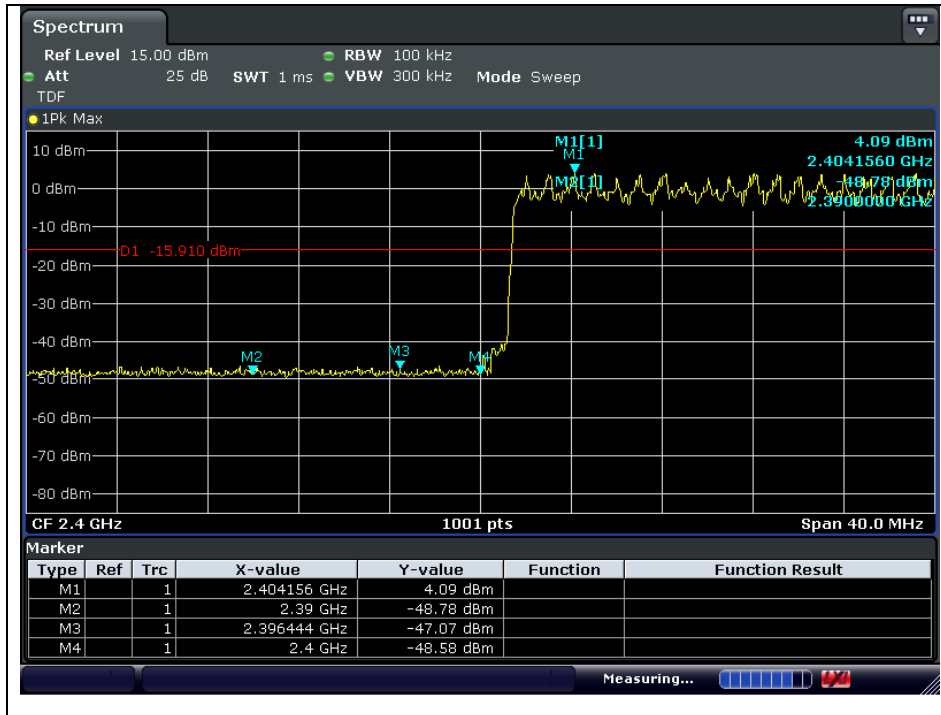 Spectrum
Ref Level 15.00 dBm RBW 100 kHz
Att 25 dB SWT 1 ms VBW 300 kHz Mode Sweep
TDF
1Pk Max
M1[1] 4.09 dBm
10 dBm
M1
2.4041560 GHz
0 dBm
M2[1] -48.78 dBm
2.3900000 GHz
-10 dBm
D1 -15.910 dBm
-20 dBm
-30 dBm
-40 dBm
M2 M3 M4
-50 dBm
-60 dBm
-70 dBm
-80 dBm
CF 2.4 GHz 1001 pts Span 40.0 MHz
Marker
Type Ref Trc X-value Y-value Function Function Result
M1 1 2.404156 GHz 4.09 dBm
M2 1 2.39 GHz -48.78 dBm
M3 1 2.396444 GHz -47.07 dBm
M4 1 2.4 GHz -48.58 dBm
Measuring...